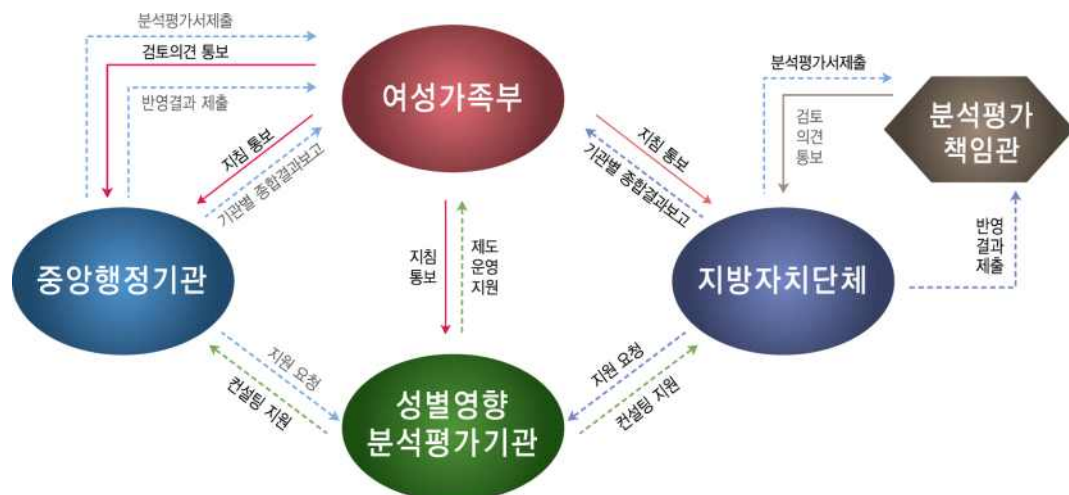 분석평가서제출
검토의견 통보
반영결과 제출
여성가족부
분석평가서제출
분석평가
책임관
검토
의견
통보
지침 통보
기관별 종합결과보고
지침 통보
기관별 종합결과보고
중앙행정기관
지침
통보
제도
운영
지원
지방자치단체
반영
결과
제출
지원 요청
컨설팅 지원
성별영향
분석평가기관
지원 요청
컨설팅 지원